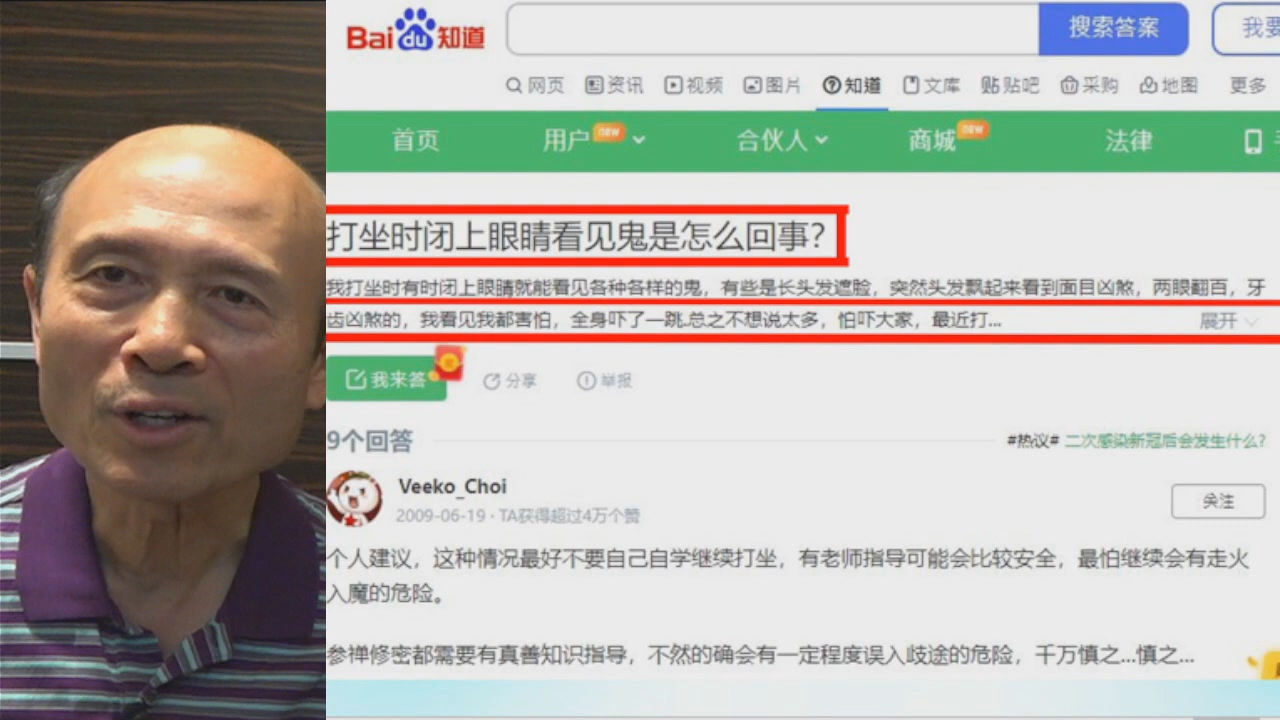 Baidu知道
搜索答案
我要
网页 资讯 视频 图片 知道 文库 贴贴吧 采购 地图 更多
首页 用户 new 合伙人 商城 new 法律
打坐时闭上眼睛看见鬼是怎么回事?
我打坐时有时闭上眼睛就能看见各种各样的鬼，有些是长头发遮脸，突然头发飘起来看到面目凶煞，两眼翻百，牙
齿凶煞的，我看见我都害怕，全身吓了一跳.总之不想说太多，怕吓大家，最近打... 展开
我来答 分享 举报
9个回答 #热议# 二次感染新冠后会发生什么?
Veeko_Choi
2009-06-19 · TA获得超过4万个赞
关注
个人建议，这种情况最好不要自己自学继续打坐，有老师指导可能会比较安全，最怕继续会有走火
入魔的危险。
参禅修密都需要有真善知识指导，不然的确会有一定程度误入歧途的危险，千万慎之...慎之...